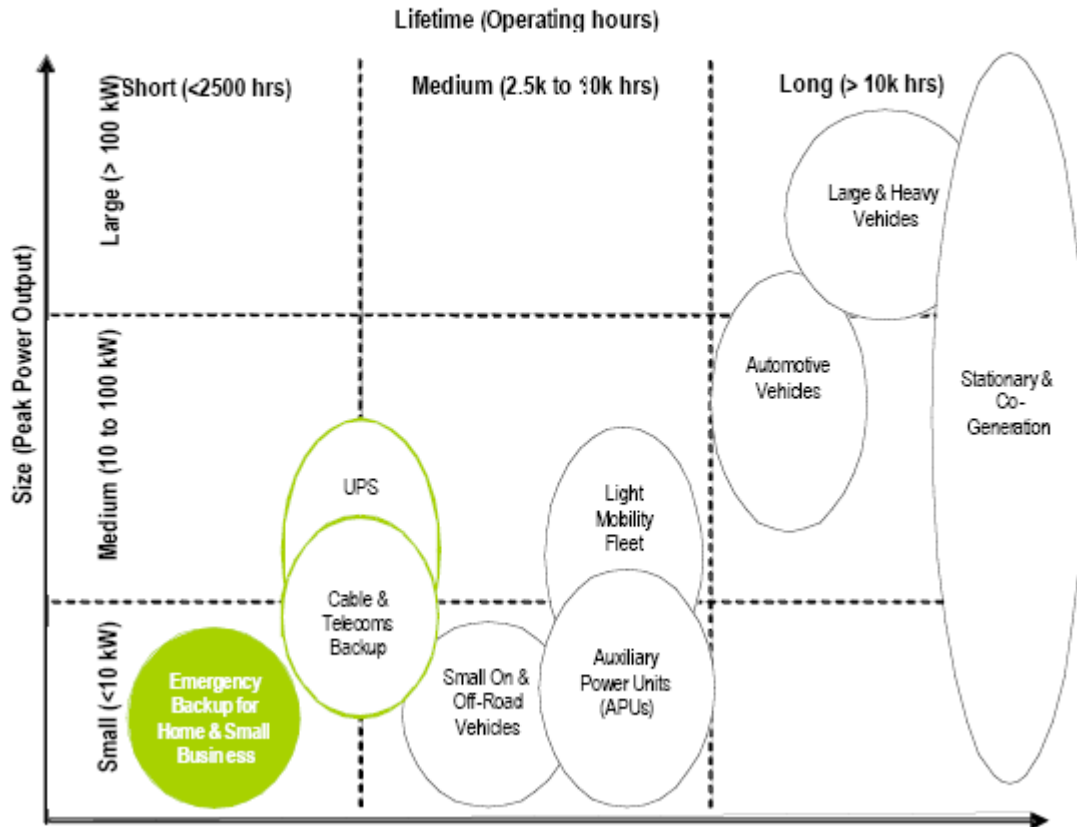 Lifetime (Operating hours)
Short (<2500 hrs)
Medium (2.5k to 10k hrs)
Long (> 10k hrs)
Size (Peak Power Output)
Large (> 100 kW)
Medium (10 to 100 kW)
Small (<10 kW)
Large & Heavy
Vehicles
Automotive
Vehicles
Stationary &
Co-
Generation
UPS
Light
Mobility
Fleet
Cable &
Telecoms
Backup
Small On &
Off-Road
Vehicles
Auxiliary
Power Units
(APUs)
Emergency
Backup for
Home & Small
Business